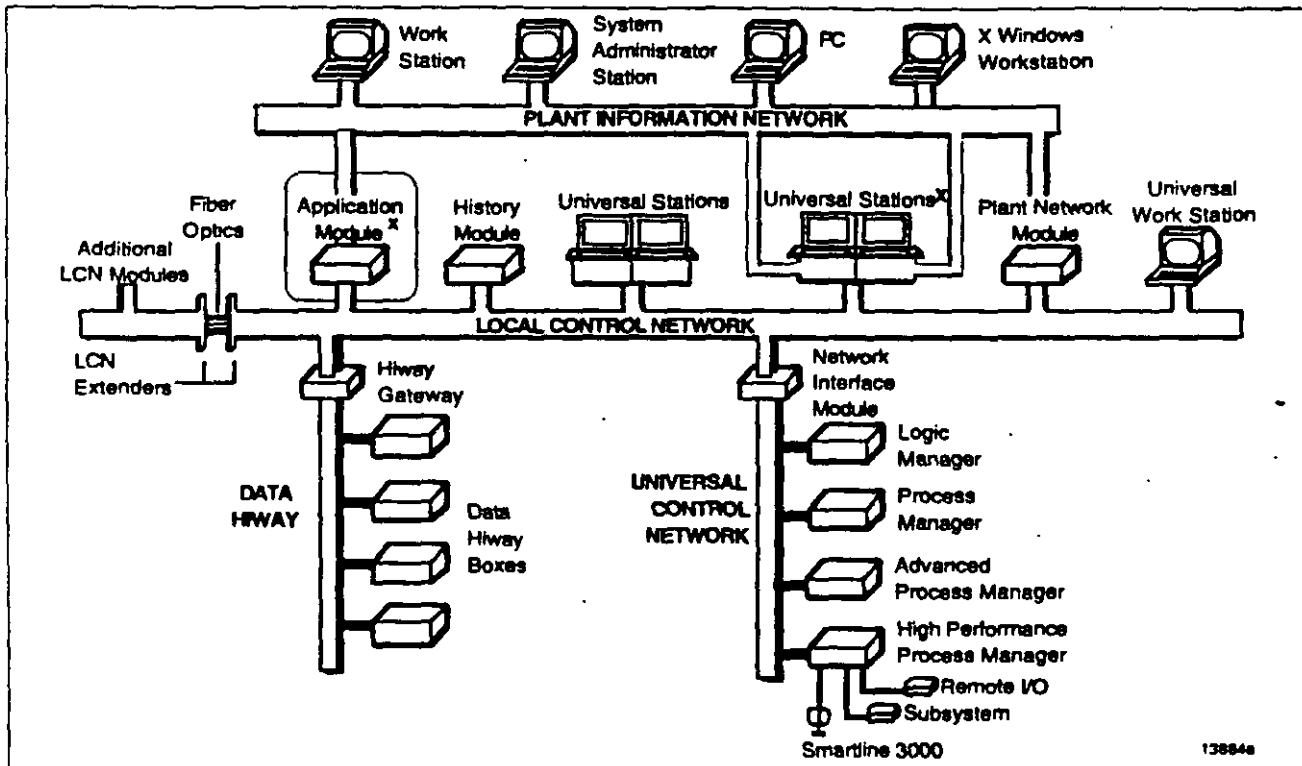 Work
Station
System
Administrator
Station
PC
X Windows
Workstation
PLANT INFORMATION NETWORK
Fiber
Optics
Additional
LCN Modules
Application
Module x
History
Module
Universal Stations
Universal Stations x
Plant Network
Module
Universal
Work Station
LOCAL CONTROL NETWORK
LCN
Extenders
Hiway
Gateway
Network
Interface
Module
DATA
HIWAY
Data
Hiway
Boxes
UNIVERSAL
CONTROL
NETWORK
Logic
Manager
Process
Manager
Advanced
Process Manager
High Performance
Process Manager
Remote I/O
Subsystem
Smartline 3000
13884a